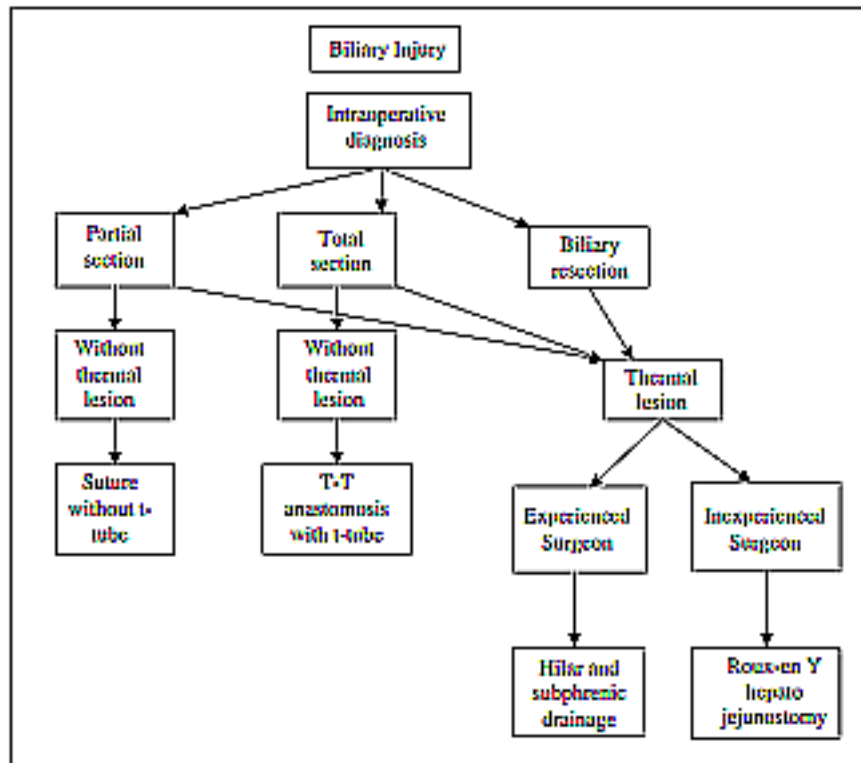 Biliary Injury
Intraoperative
diagnosis
Partial
section
Total
section
Biliary
resection
Without
thermal
lesion
Without
thermal
lesion
Thermal
lesion
Suture
without t-
tube
T-T
anastomosis
with t-tube
Experienced
Surgeon
Inexperienced
Surgeon
Hilar and
subphrenic
drainage
Roux-en Y
hepato
jejunostomy